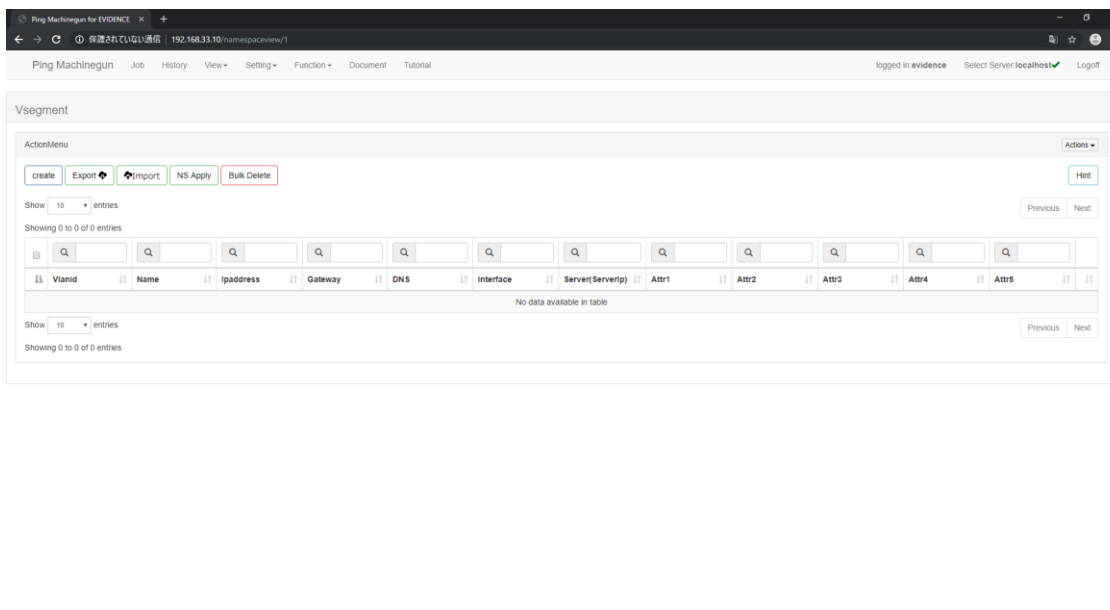 Ping Machinegun for EVIDENCE × +
保護されていない通信 | 192.168.33.10/namespaceview/1
Ping Machinegun Job History View Setting Function Document Tutorial logged in:evidence Select Server:localhost✔ Logoff
Vsegment
ActionMenu Actions
create Export Import NS Apply Bulk Delete Hint
Show 10 entries Previous Next
Showing 0 to 0 of 0 entries
Vlanid Name Ipaddress Gateway DNS Interface Server(ServerIp) Attr1 Attr2 Attr3 Attr4 Attr5
No data available in table
Show 10 entries Previous Next
Showing 0 to 0 of 0 entries